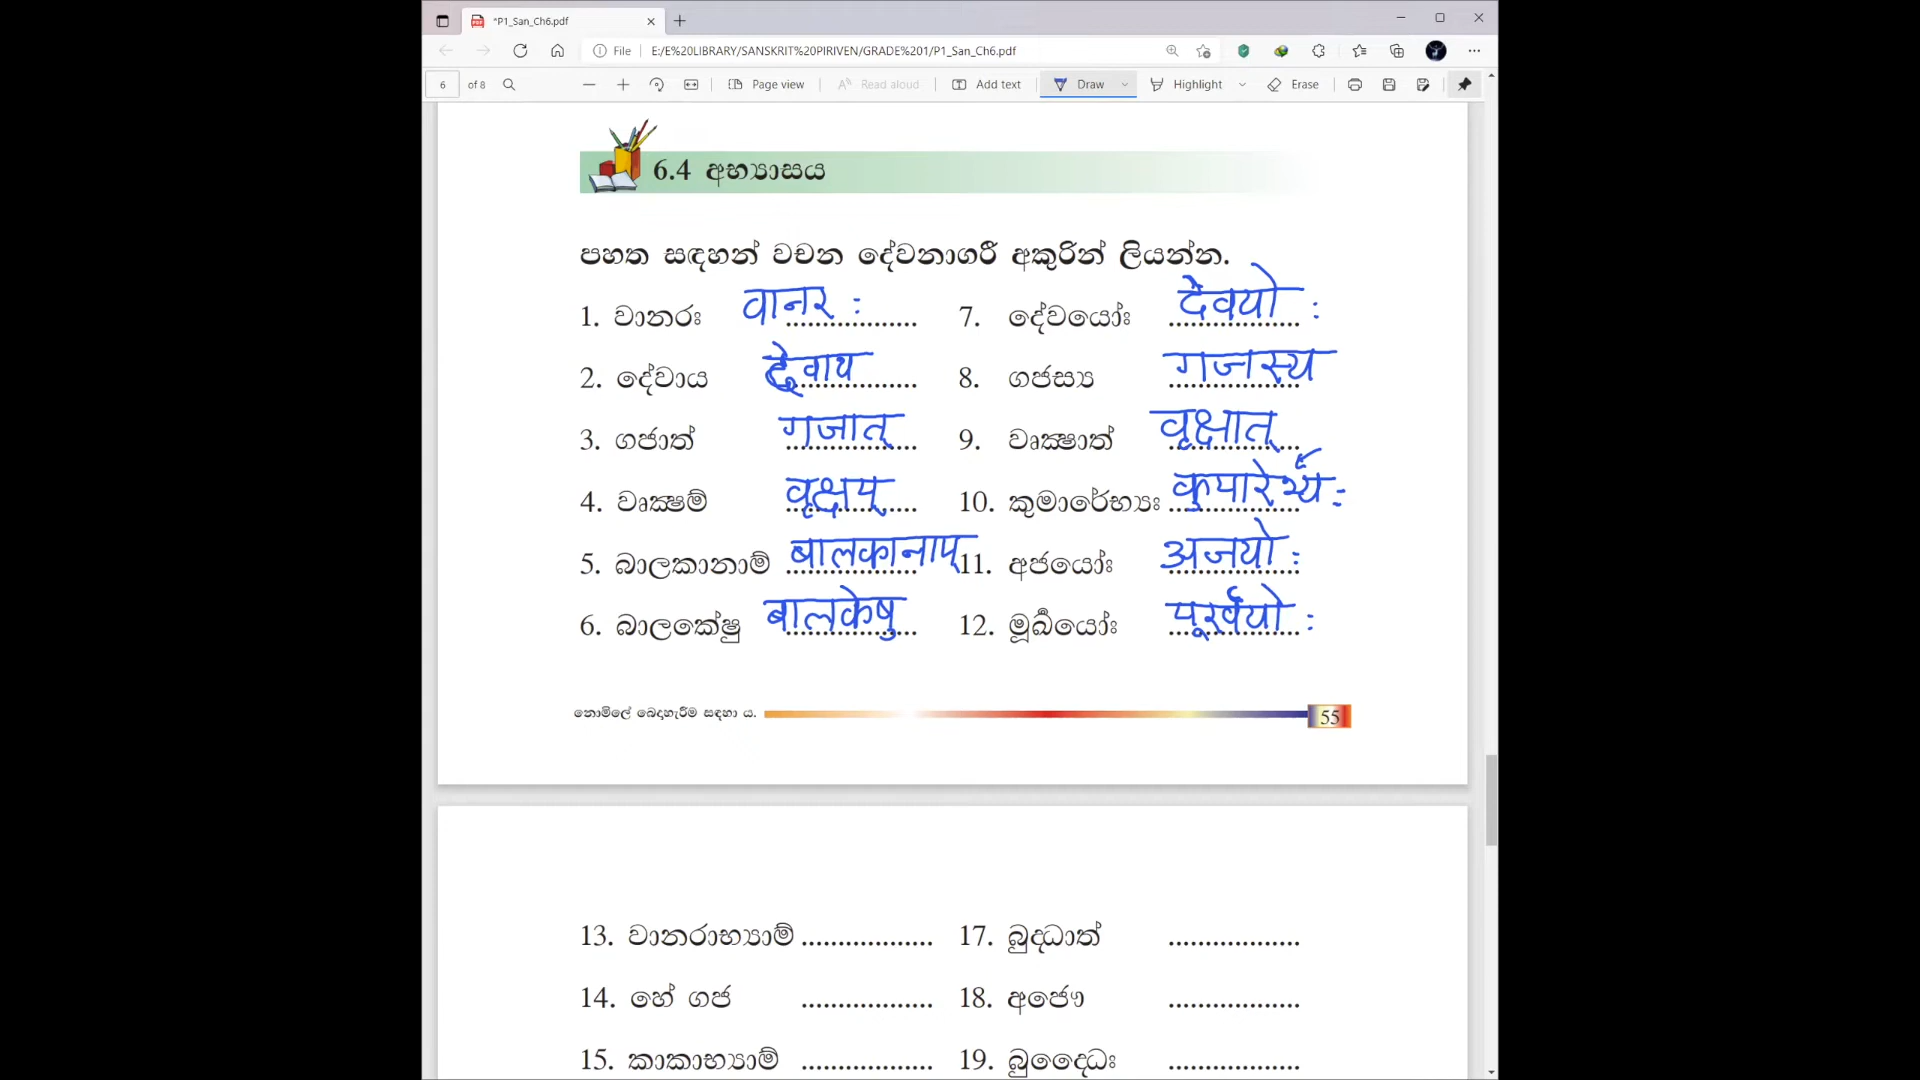 *P1_San_Ch6.pdf
File E:/E%20LIBRARY/SANSKRIT%20PIRIVEN/GRADE%201/P1_San_Ch6.pdf
6 of 8 Page view Read aloud Add text Draw Highlight Erase
6.4 අභ්‍යාසය
පහත සඳහන් වචන දේවනාගරී අකුරින් ලියන්න.
1. වානරඃ वानरः 7. දේවයෝඃ देवयोः
2. දේවාය देवाय 8. ගජස්‍ය गजस्य
3. ගජාත් गजात् 9. වෘක්‍ෂාත් वृक्षात्
4. වෘක්‍ෂම් वृक्षम् 10. කුමාරේභ්‍යඃ कुमारेभ्यः
5. බාලකානාම් बालकानाम् 11. අජයෝඃ अजयोः
6. බාලකේෂු बालकेषु 12. මූර්‍ඛයෝඃ
නොමිලේ බෙදාහැරීම සඳහා ය. 55
13. වානරාභ්‍යාම් .................. 17. බුද්‍ධාත් ..................
14. හේ ගජ .................. 18. අජෞ ..................
15. කාකාභ්‍යාම් .................. 19. බුද්‍ධෛඃ ..................